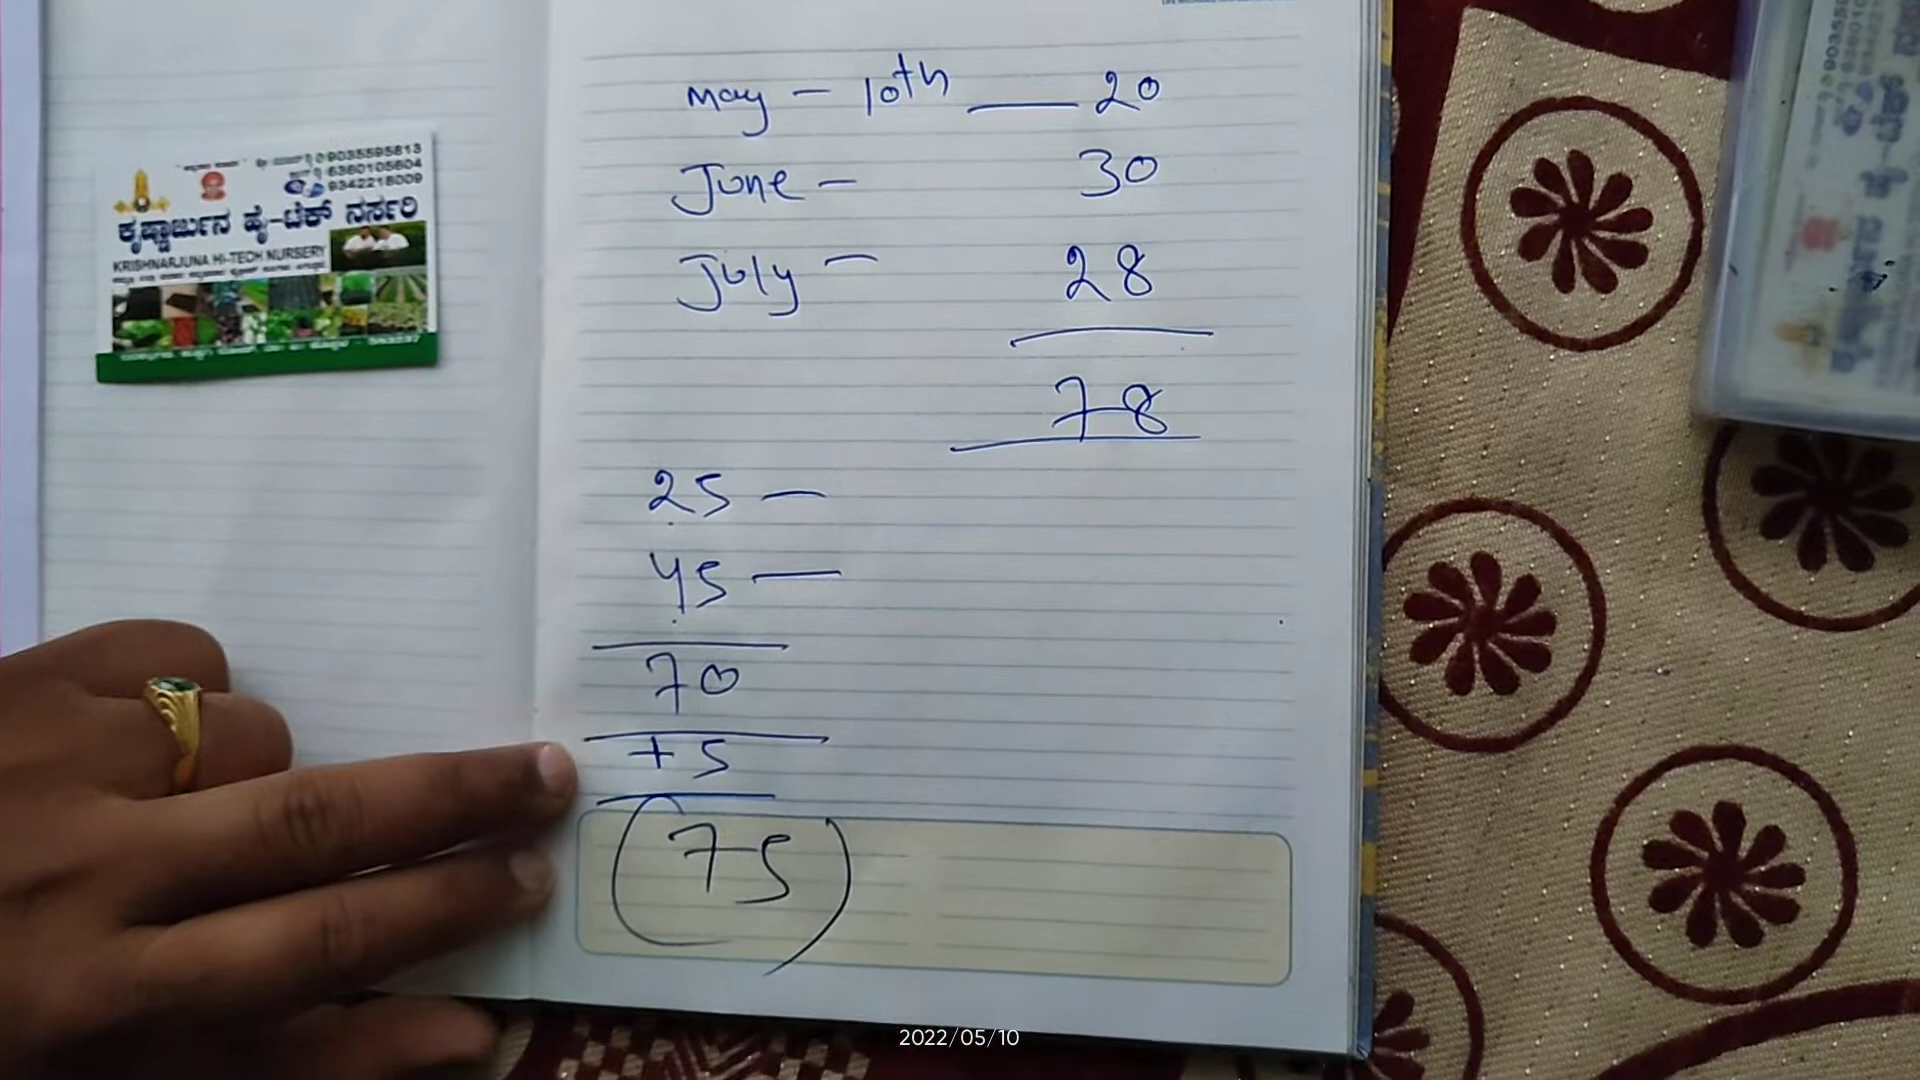 9035595813
6360105604
9342218009
ಕೃಷ್ಣಾರ್ಜುನ ಹೈ-ಟೆಕ್ ನರ್ಸರಿ
KRISHNARJUNA HI-TECH NURSERY
May - 10th — 20
June - 30
July - 28
78
25 -
45 -
70
+ 5
75
2022/05/10